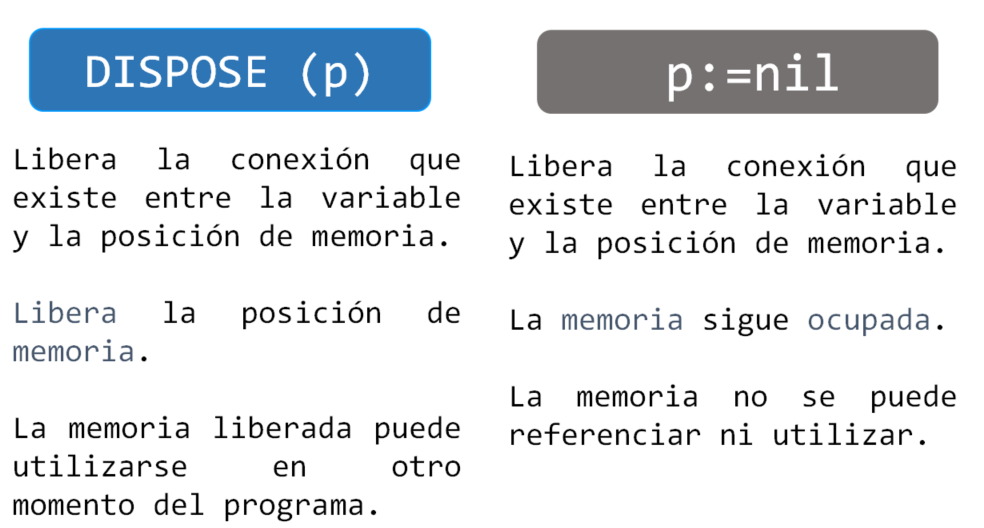 DISPOSE (p)
Libera la conexión que
existe entre la variable
y la posición de memoria.
Libera la posición de
memoria.
La memoria liberada puede
utilizarse en otro
momento del programa.
p:=nil
Libera la conexión que
existe entre la variable
y la posición de memoria.
La memoria sigue ocupada.
La memoria no se puede
referenciar ni utilizar.